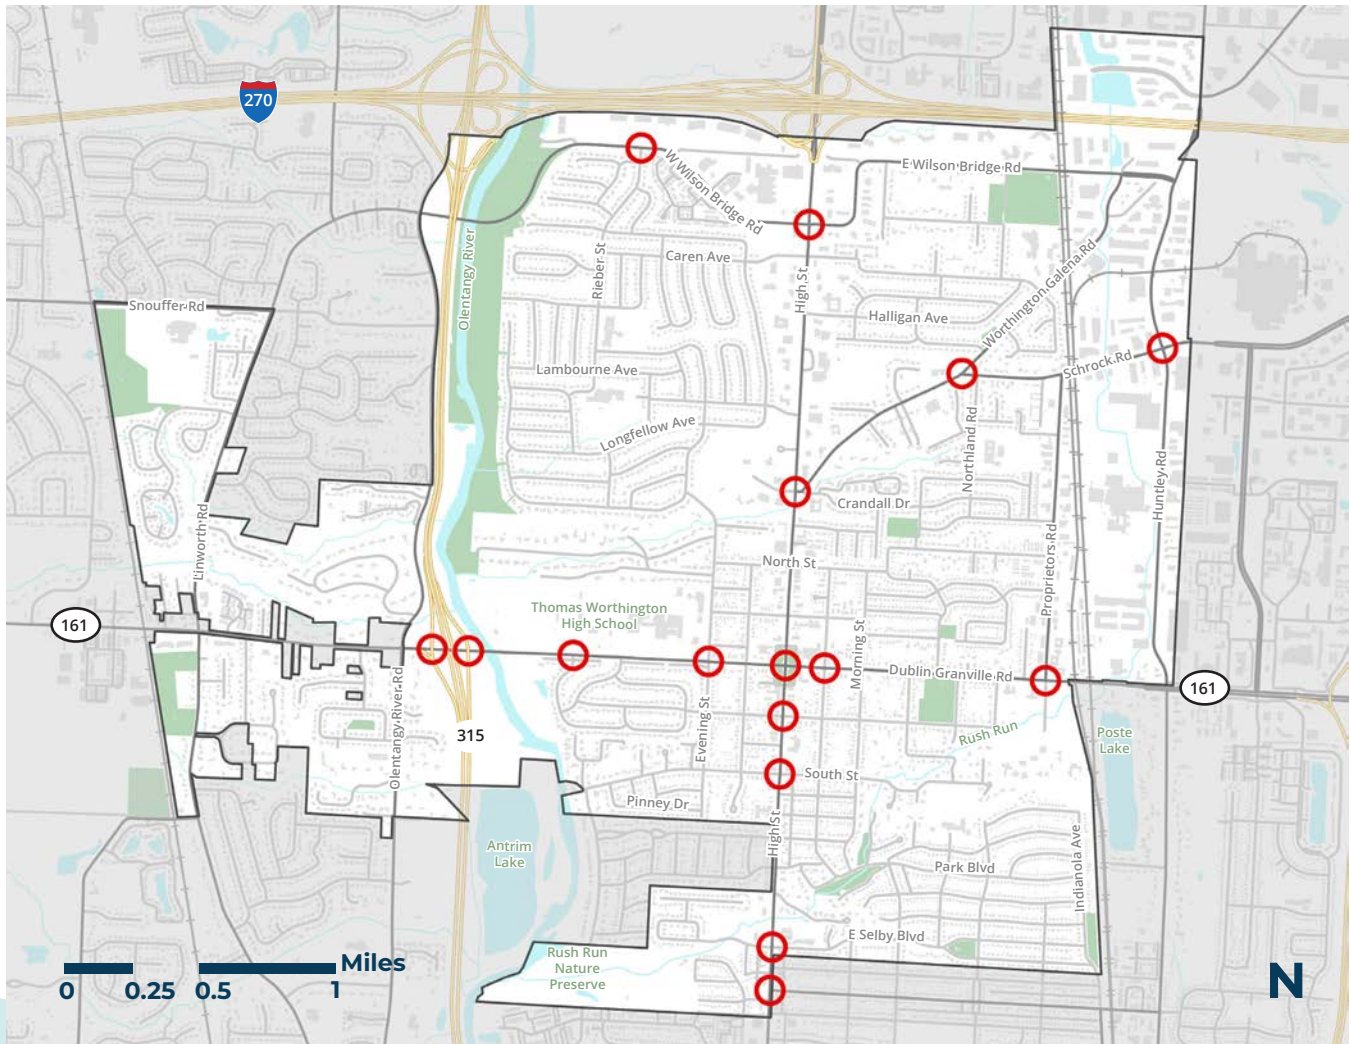 270
W Wilson Bridge Rd
E Wilson Bridge Rd
Olentangy River
Rieber St
Caren Ave
High St
Worthington Galena Rd
Snouffer Rd
Halligan Ave
Schrock Rd
Lambourne Ave
Longfellow Ave
Northland Rd
Huntley Rd
Crandall Dr
Linworth Rd
North St
Proprietors Rd
161
Thomas Worthington
High School
Morning St
Dublin Granville Rd
161
Olentangy River Rd
315
Evening St
Rush Run
Poste
Lake
South St
Pinney Dr
High St
Antrim
Lake
Park Blvd
Indianola Ave
E Selby Blvd
Rush Run
Nature
Preserve
Miles
0 0.25 0.5 1
N